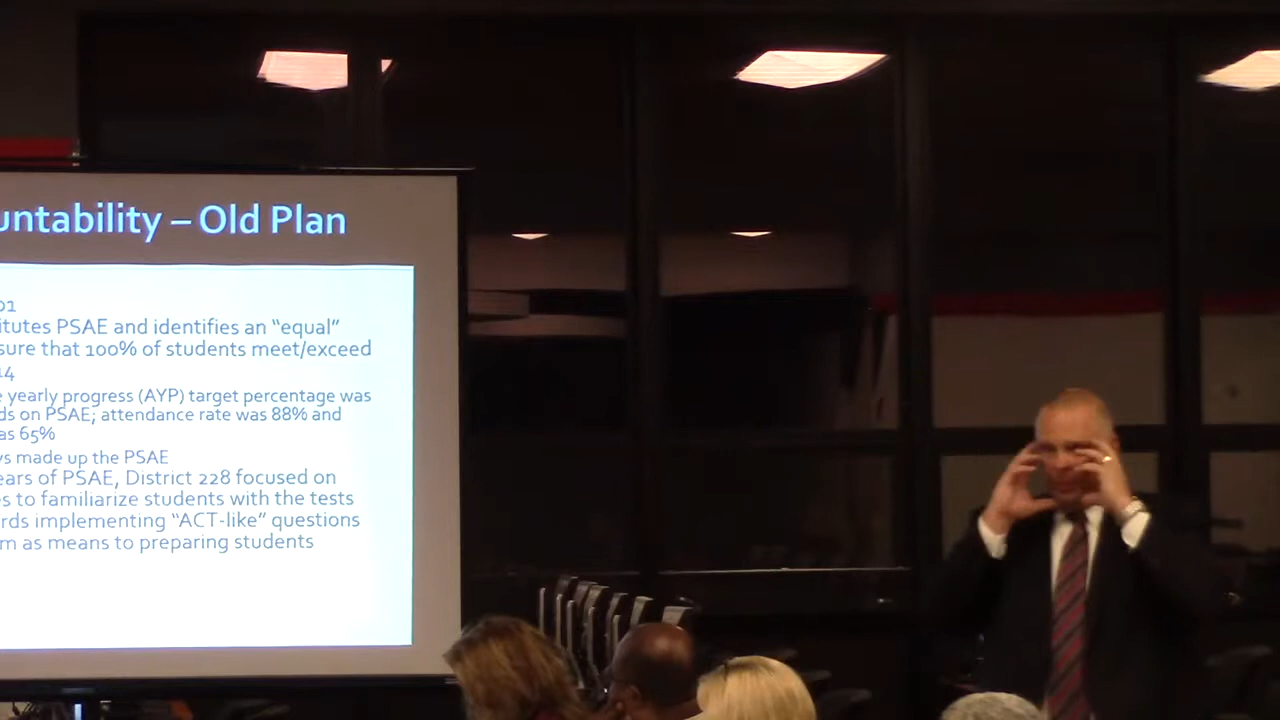 untability – Old Plan
01
itutes PSAE and identifies an “equal”
sure that 100% of students meet/exceed
14
e yearly progress (AYP) target percentage was
ds on PSAE; attendance rate was 88% and
as 65%
ys made up the PSAE
ears of PSAE, District 228 focused on
es to familiarize students with the tests
rds implementing “ACT-like” questions
m as means to preparing students